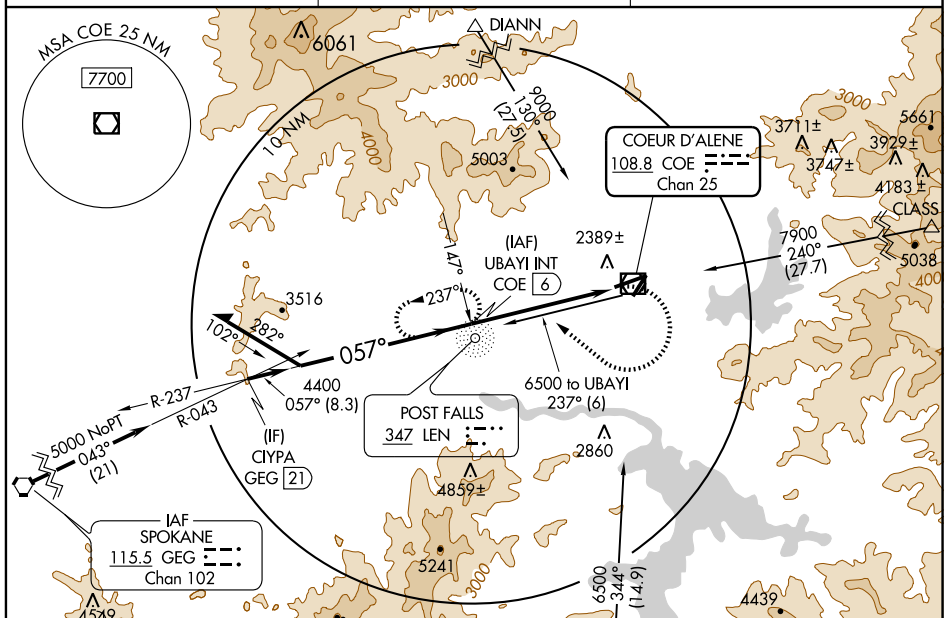 MSA COE 25 NM
7700
6061
DIANN
3000
4000
10 NM
9000
130°
(27.5)
5003
COEUR D'ALENE
108.8 COE
Chan 25
3000
5661
3711±
3747±
3929±
4183±
CLASS
7900
240°
(27.7)
5038
2389±
(IAF)
UBAYI INT
COE 6
147°
237°
3516
282°
102°
057°
4400
057° (8.3)
R-237
R-043
5000 NoPT
043°
(21)
(IF)
CIYPA
GEG 21
POST FALLS
347 LEN
6500 to UBAYI
237° (6)
2860
4859±
IAF
SPOKANE
115.5 GEG
Chan 102
5241
3000
6500
344°
(14.9)
4000
4439
4549